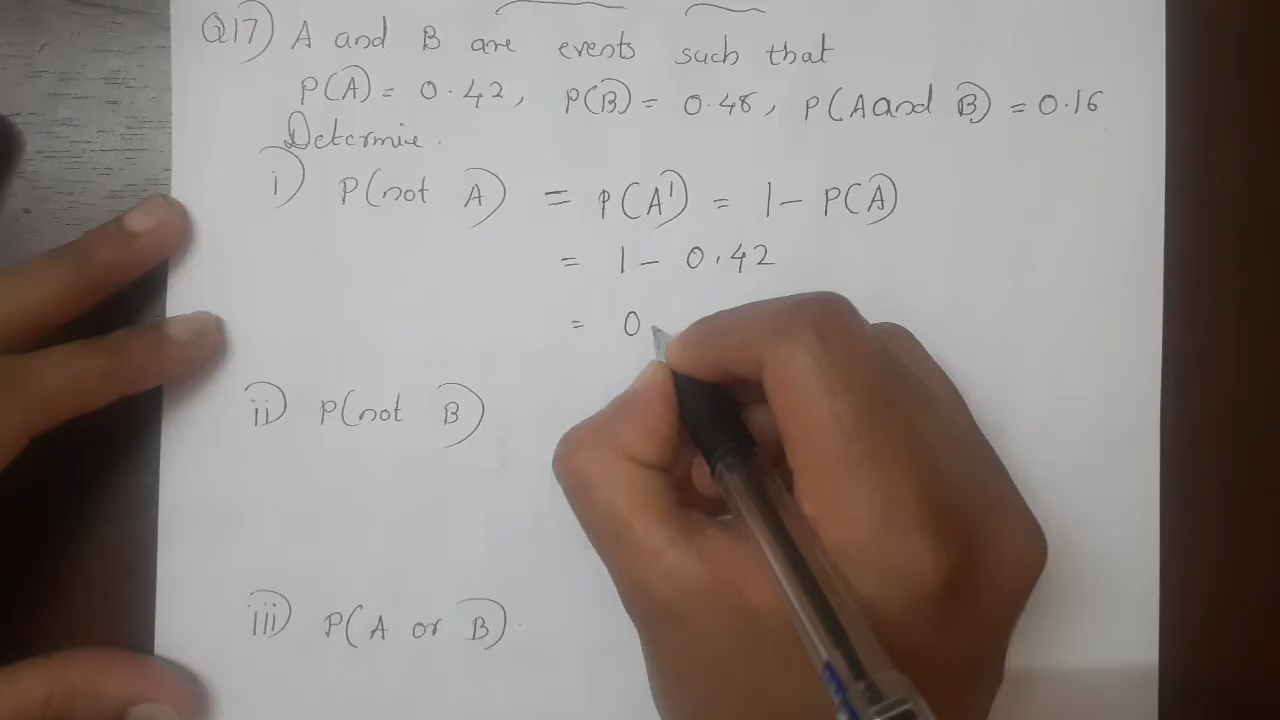 Q17) A and B are events such that
P(A) = 0.42, P(B) = 0.48, P(A and B) = 0.16
Determie.
i) P(not A) = P(A') = 1 - P(A)
= 1 - 0.42
= 0.
ii) P(not B)
iii) P(A or B)